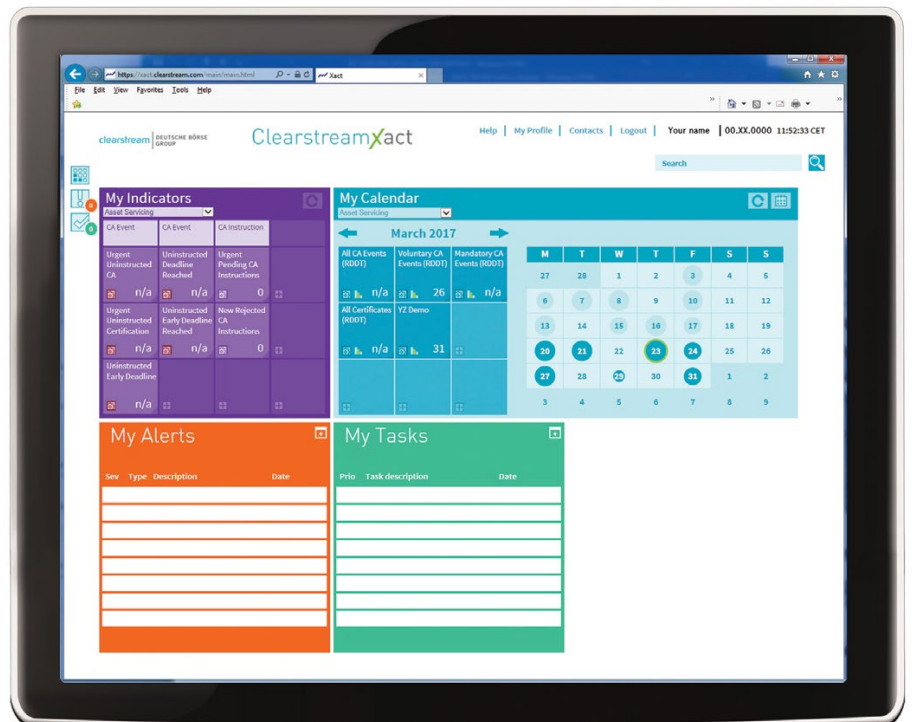 https://xact.clearstream.com/main/main.html
Xact
File Edit View Favorites Tools Help
clearstream
DEUTSCHE BÖRSE
GROUP
ClearstreamXact
Help | My Profile | Contacts | Logout | Your name | 00.XX.0000 11:52:33 CET
Search
0
0
My Indicators
Asset Servicing
CA Event
CA Event
CA Instruction
Urgent
Uninstructed
CA
n/a
Uninstructed
Deadline
Reached
n/a
Urgent
Pending CA
Instructions
0
Urgent
Uninstructed
Certification
n/a
Uninstructed
Early Deadline
Reached
n/a
New Rejected
CA
Instructions
0
Uninstructed
Early Deadline
n/a
My Calendar
Asset Servicing
March 2017
All CA Events
(RDDT)
n/a
Voluntary CA
Events (RDDT)
26
Mandatory CA
Events (RDDT)
n/a
All Certificates
(RDDT)
n/a
YZ Demo
31
M T W T F S S
27 28 1 2 3 4 5
6 7 8 9 10 11 12
13 14 15 16 17 18 19
20 21 22 23 24 25 26
27 28 29 30 31 1 2
3 4 5 6 7 8 9
My Alerts
Sev Type Description Date
My Tasks
Prio Task description Date